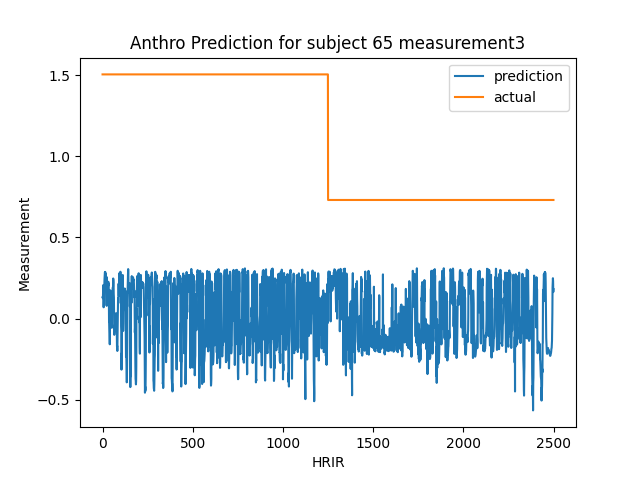 Anthro Prediction for subject 65 measurement3
prediction
actual
1.5
1.0
0.5
0.0
−0.5
Measurement
0
500
1000
1500
2000
2500
HRIR